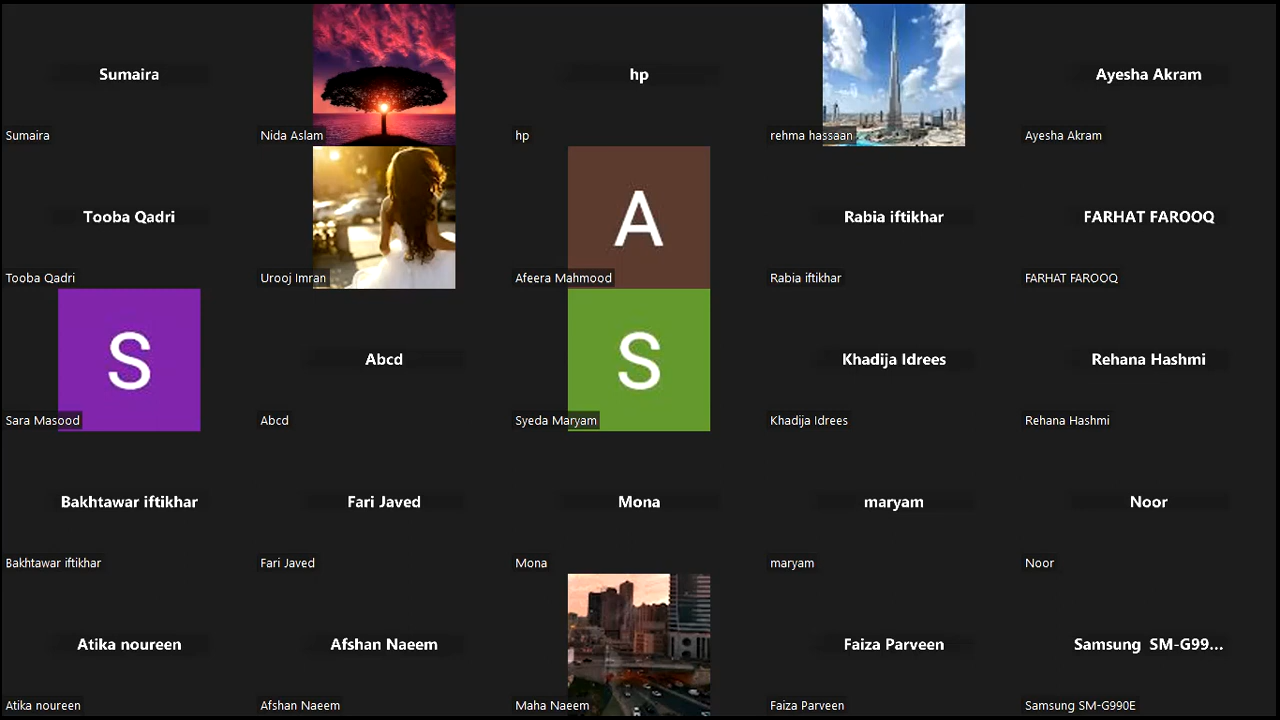 Sumaira
hp
Ayesha Akram
Sumaira
Nida Aslam
hp
rehma hassaan
Ayesha Akram
Tooba Qadri
A
Rabia iftikhar
FARHAT FAROOQ
Tooba Qadri
Urooj Imran
Afeera Mahmood
Rabia iftikhar
FARHAT FAROOQ
S
Abcd
S
Khadija Idrees
Rehana Hashmi
Sara Masood
Abcd
Syeda Maryam
Khadija Idrees
Rehana Hashmi
Bakhtawar iftikhar
Fari Javed
Mona
maryam
Noor
Bakhtawar iftikhar
Fari Javed
Mona
maryam
Noor
Atika noureen
Afshan Naeem
Faiza Parveen
Samsung SM-G99...
Atika noureen
Afshan Naeem
Maha Naeem
Faiza Parveen
Samsung SM-G990E